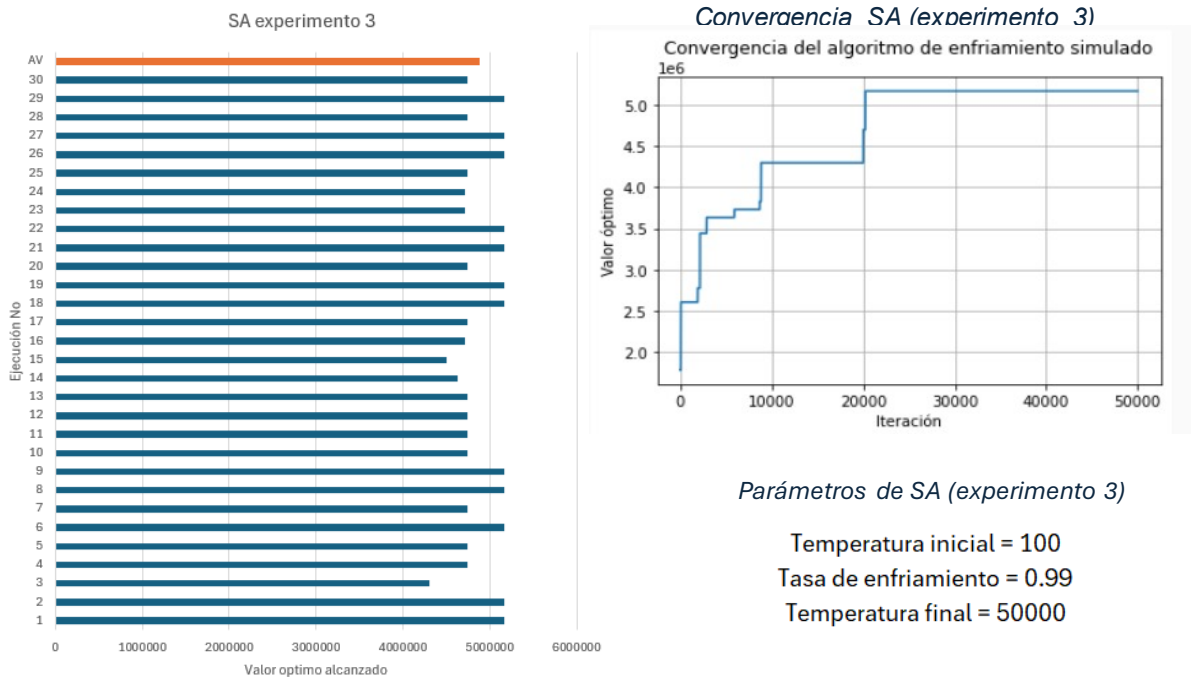 SA experimento 3
Ejecución No
AV
30
29
28
27
26
25
24
23
22
21
20
19
18
17
16
15
14
13
12
11
10
9
8
7
6
5
4
3
2
1
0 1000000 2000000 3000000 4000000 5000000 6000000
Valor optimo alcanzado
Convergencia SA (experimento 3)
Convergencia del algoritmo de enfriamiento simulado
1e6
Valor óptimo
5.0
4.5
4.0
3.5
3.0
2.5
2.0
0 10000 20000 30000 40000 50000
Iteración
Parámetros de SA (experimento 3)
Temperatura inicial = 100
Tasa de enfriamiento = 0.99
Temperatura final = 50000